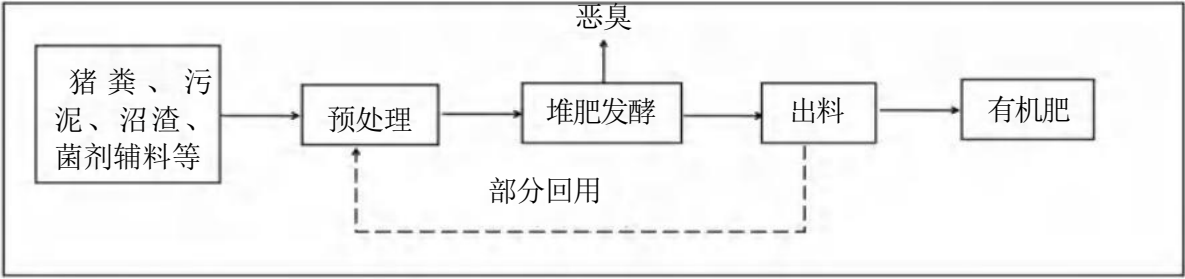 恶臭
猪粪、污
泥、沼渣、
菌剂辅料等
预处理
堆肥发酵
出料
有机肥
部分回用